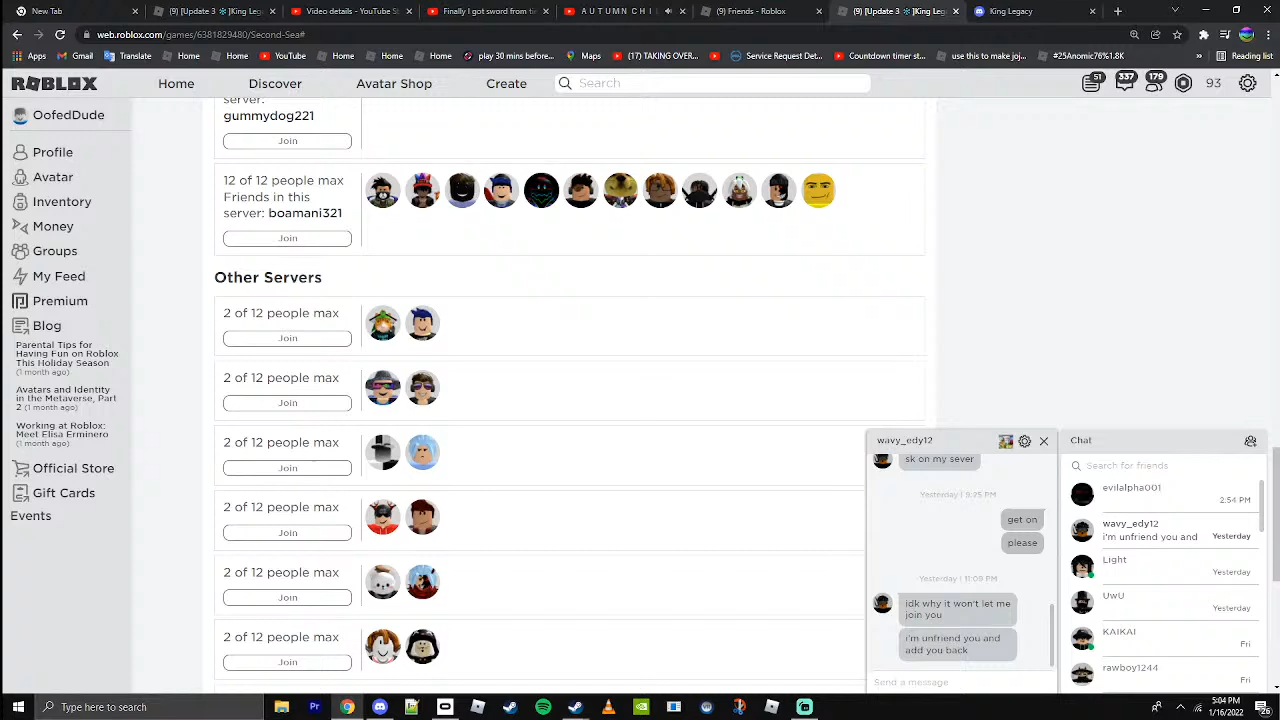 New Tab
(9) [Update 3 ❄️]King Leg
Video details - YouTube S
Finally I got sword from ti
A U T U M N C H I
(9) Friends - Roblox
(9) [Update 3 ❄️]King Leg
King Legacy
web.roblox.com/games/6381829480/Second-Sea#
Apps
Gmail
Translate
Home
Home
YouTube
Home
Home
Home
play 30 mins before...
Maps
(17) TAKING OVER...
Service Request Det...
Countdown timer st...
use this to make joj...
#25Anomic76%1.8K
Reading list
ROBLOX
Home
Discover
Avatar Shop
Create
Search
51
537
179
93
OofedDude
Profile
Avatar
Inventory
Money
Groups
My Feed
Premium
Blog
Parental Tips for
Having Fun on Roblox
This Holiday Season
(1 month ago)
Avatars and Identity
in the Metaverse, Part
2 (1 month ago)
Working at Roblox:
Meet Elisa Erminero
(1 month ago)
Official Store
Gift Cards
Events
server:
gummydog221
Join
12 of 12 people max
Friends in this
server: boamani321
Join
Other Servers
2 of 12 people max
Join
2 of 12 people max
Join
2 of 12 people max
Join
2 of 12 people max
Join
2 of 12 people max
Join
2 of 12 people max
Join
wavy_edy12
sk on my sever
Yesterday | 9:25 PM
get on
please
Yesterday | 11:09 PM
idk why it won't let me
join you
i'm unfriend you and
add you back
Send a message
Chat
Search for friends
evilalpha001
2:54 PM
wavy_edy12
i'm unfriend you and
Yesterday
Light
Yesterday
UwU
Yesterday
KAIKAI
Fri
rawboy1244
Fri
Type here to search
Pr
5:04 PM
1/16/2022
26